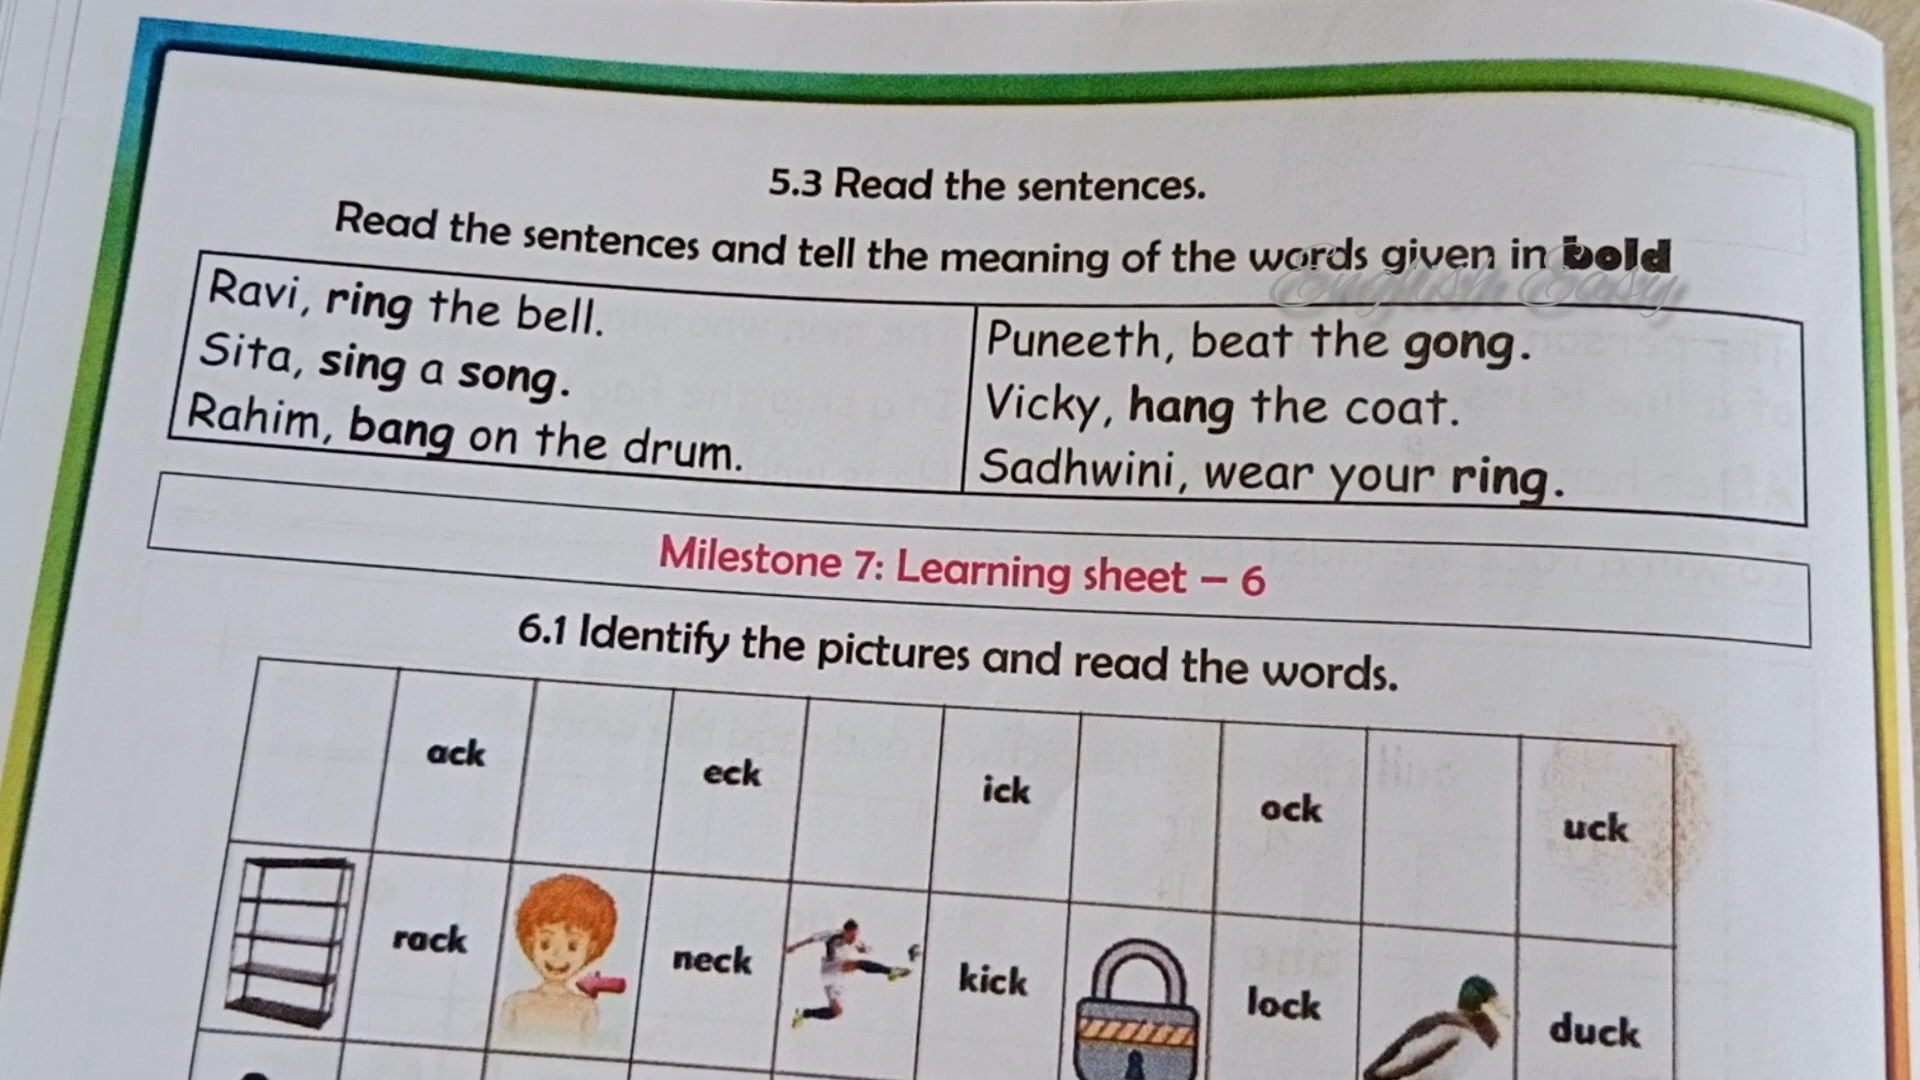 5.3 Read the sentences.
Read the sentences and tell the meaning of the words given in bold
English Easy
Ravi, ring the bell.
Sita, sing a song.
Rahim, bang on the drum.
Puneeth, beat the gong.
Vicky, hang the coat.
Sadhwini, wear your ring.
Milestone 7: Learning sheet – 6
6.1 Identify the pictures and read the words.
ack eck ick ock uck
rack neck kick lock duck